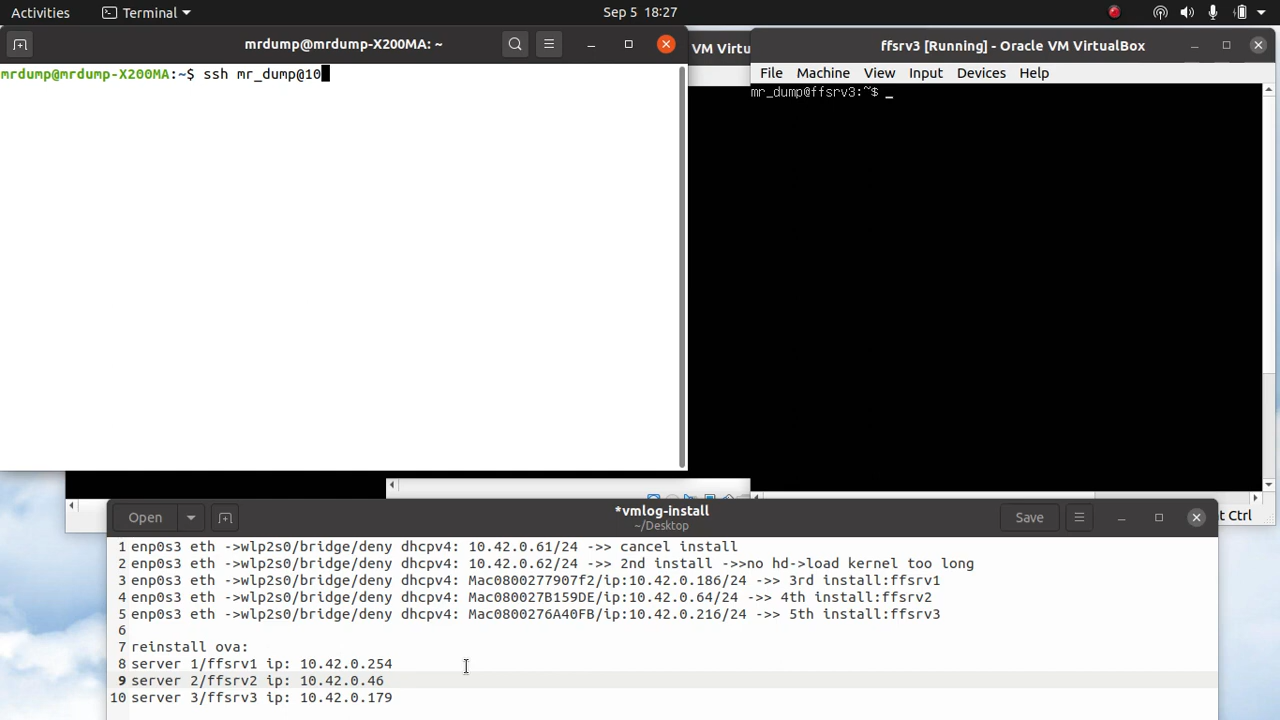 Activities Terminal Sep 5 18:27
mrdump@mrdump-X200MA: ~
VM Virtu
ffsrv3 [Running] - Oracle VM VirtualBox
File Machine View Input Devices Help
mrdump@mrdump-X200MA:~$ ssh mr_dump@10
mr_dump@ffsrv3:~$ _
t Ctrl
Open
*vmlog-install
~/Desktop
Save
1 enp0s3 eth ->wlp2s0/bridge/deny dhcpv4: 10.42.0.61/24 ->> cancel install
2 enp0s3 eth ->wlp2s0/bridge/deny dhcpv4: 10.42.0.62/24 ->> 2nd install ->>no hd->load kernel too long
3 enp0s3 eth ->wlp2s0/bridge/deny dhcpv4: Mac0800277907f2/ip:10.42.0.186/24 ->> 3rd install:ffsrv1
4 enp0s3 eth ->wlp2s0/bridge/deny dhcpv4: Mac080027B159DE/ip:10.42.0.64/24 ->> 4th install:ffsrv2
5 enp0s3 eth ->wlp2s0/bridge/deny dhcpv4: Mac0800276A40FB/ip:10.42.0.216/24 ->> 5th install:ffsrv3
6
7 reinstall ova:
8 server 1/ffsrv1 ip: 10.42.0.254
9 server 2/ffsrv2 ip: 10.42.0.46
10 server 3/ffsrv3 ip: 10.42.0.179